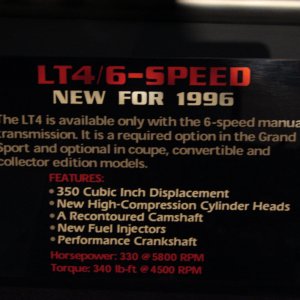 LT4/6-SPEED
NEW FOR 1996
The LT4 is available only with the 6-speed manua
transmission. It is a required option in the Grand
Sport and optional in coupe, convertible and
collector edition models.
FEATURES:
• 350 Cubic Inch Displacement
• New High-Compression Cylinder Heads
• A Recontoured Camshaft
• New Fuel Injectors
• Performance Crankshaft
Horsepower: 330 @ 5800 RPM
Torque: 340 lb-ft @ 4500 RPM